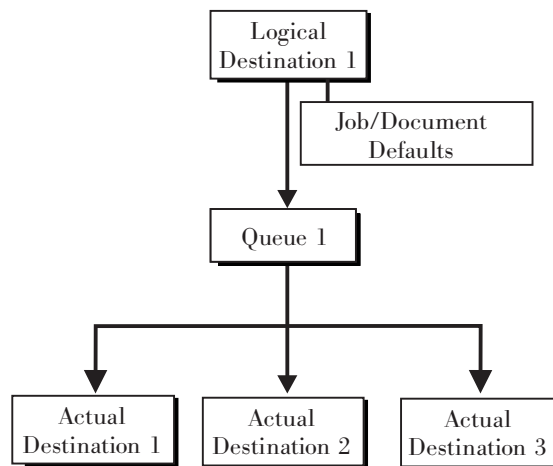 Logical
Destination 1
Job/Document
Defaults
Queue 1
Actual
Destination 1
Actual
Destination 2
Actual
Destination 3